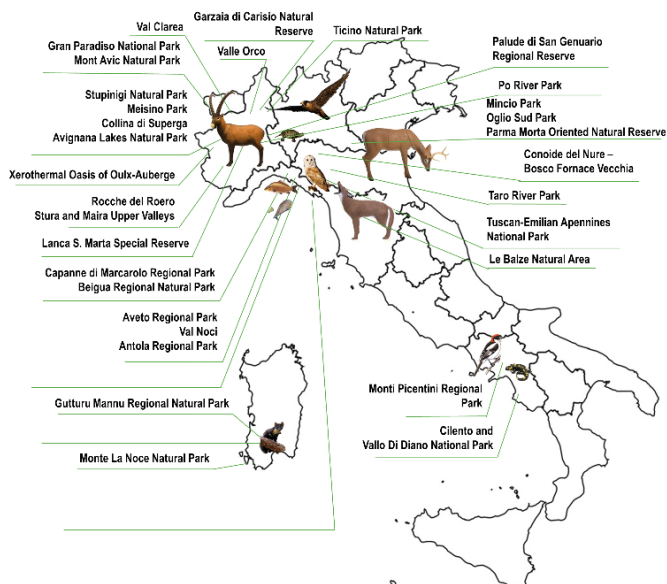 Garzaia di Carisio Natural
Reserve
Val Clarea
Ticino Natural Park
Gran Paradiso National Park
Mont Avic Natural Park
Valle Orco
Palude di San Genuario
Regional Reserve
Stupinigi Natural Park
Meisino Park
Collina di Superga
Avignana Lakes Natural Park
Po River Park
Mincio Park
Oglio Sud Park
Parma Morta Oriented Natural Reserve
Conoide del Nure –
Bosco Fornace Vecchia
Xerothermal Oasis of Oulx-Auberge
Taro River Park
Rocche del Roero
Stura and Maira Upper Valleys
Tuscan-Emilian Apennines
National Park
Lanca S. Marta Special Reserve
Le Balze Natural Area
Capanne di Marcarolo Regional Park
Beigua Regional Natural Park
Aveto Regional Park
Val Noci
Antola Regional Park
Monti Picentini Regional
Park
Gutturu Mannu Regional Natural Park
Cilento and
Vallo Di Diano National Park
Monte La Noce Natural Park